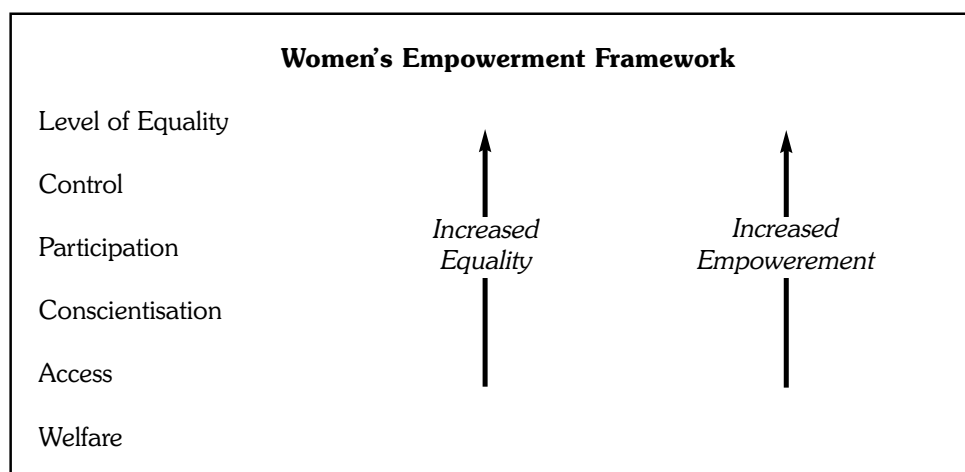 Women's Empowerment Framework
Level of Equality
Control
Participation
Conscientisation
Access
Welfare
Increased
Equality
Increased
Empowerement